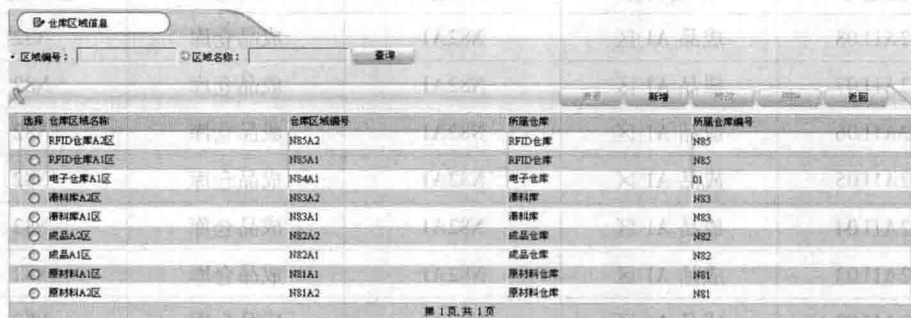 仓库区域信息
区域编号： 区域名称： 查询
新增 返回
选择 仓库区域名称 仓库区域编号 所属仓库 所属仓库编号
RFID仓库A2区 N85A2 RFID仓库 N85
RFID仓库A1区 N85A1 RFID仓库 N85
电子仓库A1区 N84A1 电子仓库 01
滞料库A2区 N83A2 滞料库 N83
滞料库A1区 N83A1 滞料库 N83
成品A2区 N82A2 成品仓库 N82
成品A1区 N82A1 成品仓库 N82
原材料A1区 N81A1 原材料仓库 N81
原材料A2区 N81A2 原材料仓库 N81
第 1页,共 1页